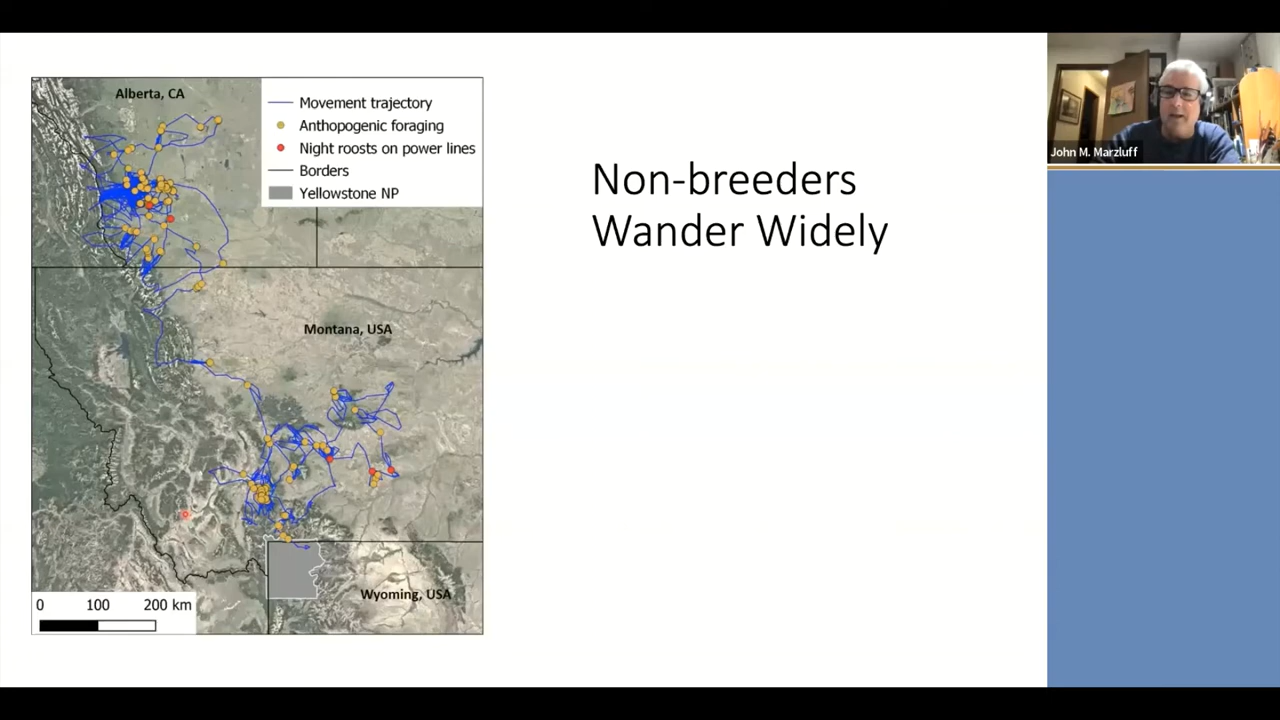 Alberta, CA
Movement trajectory
Anthopogenic foraging
Night roosts on power lines
Borders
Yellowstone NP
Montana, USA
Wyoming, USA
0 100 200 km
Non-breeders
Wander Widely
John M. Marzluff